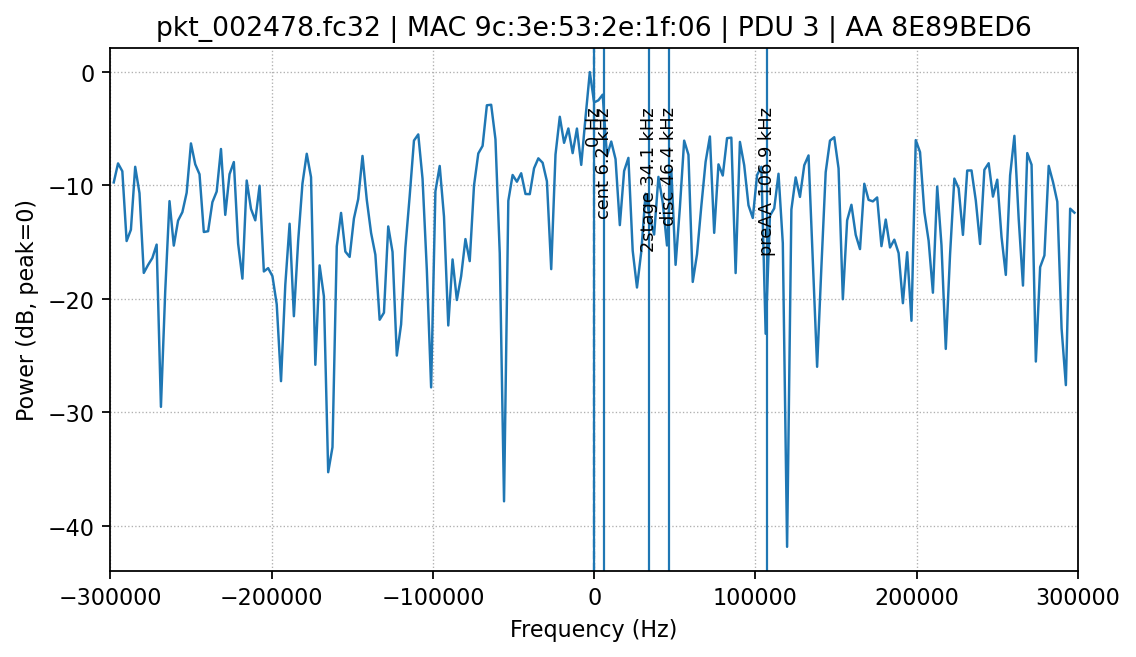 pkt_002478.fc32 | MAC 9c:3e:53:2e:1f:06 | PDU 3 | AA 8E89BED6
Power (dB, peak=0)
0
−10
−20
−30
−40
0 Hz
cent 6.2 kHz
2stage 34.1 kHz
disc 46.4 kHz
preAA 106.9 kHz
−300000 −200000 −100000 0 100000 200000 300000
Frequency (Hz)